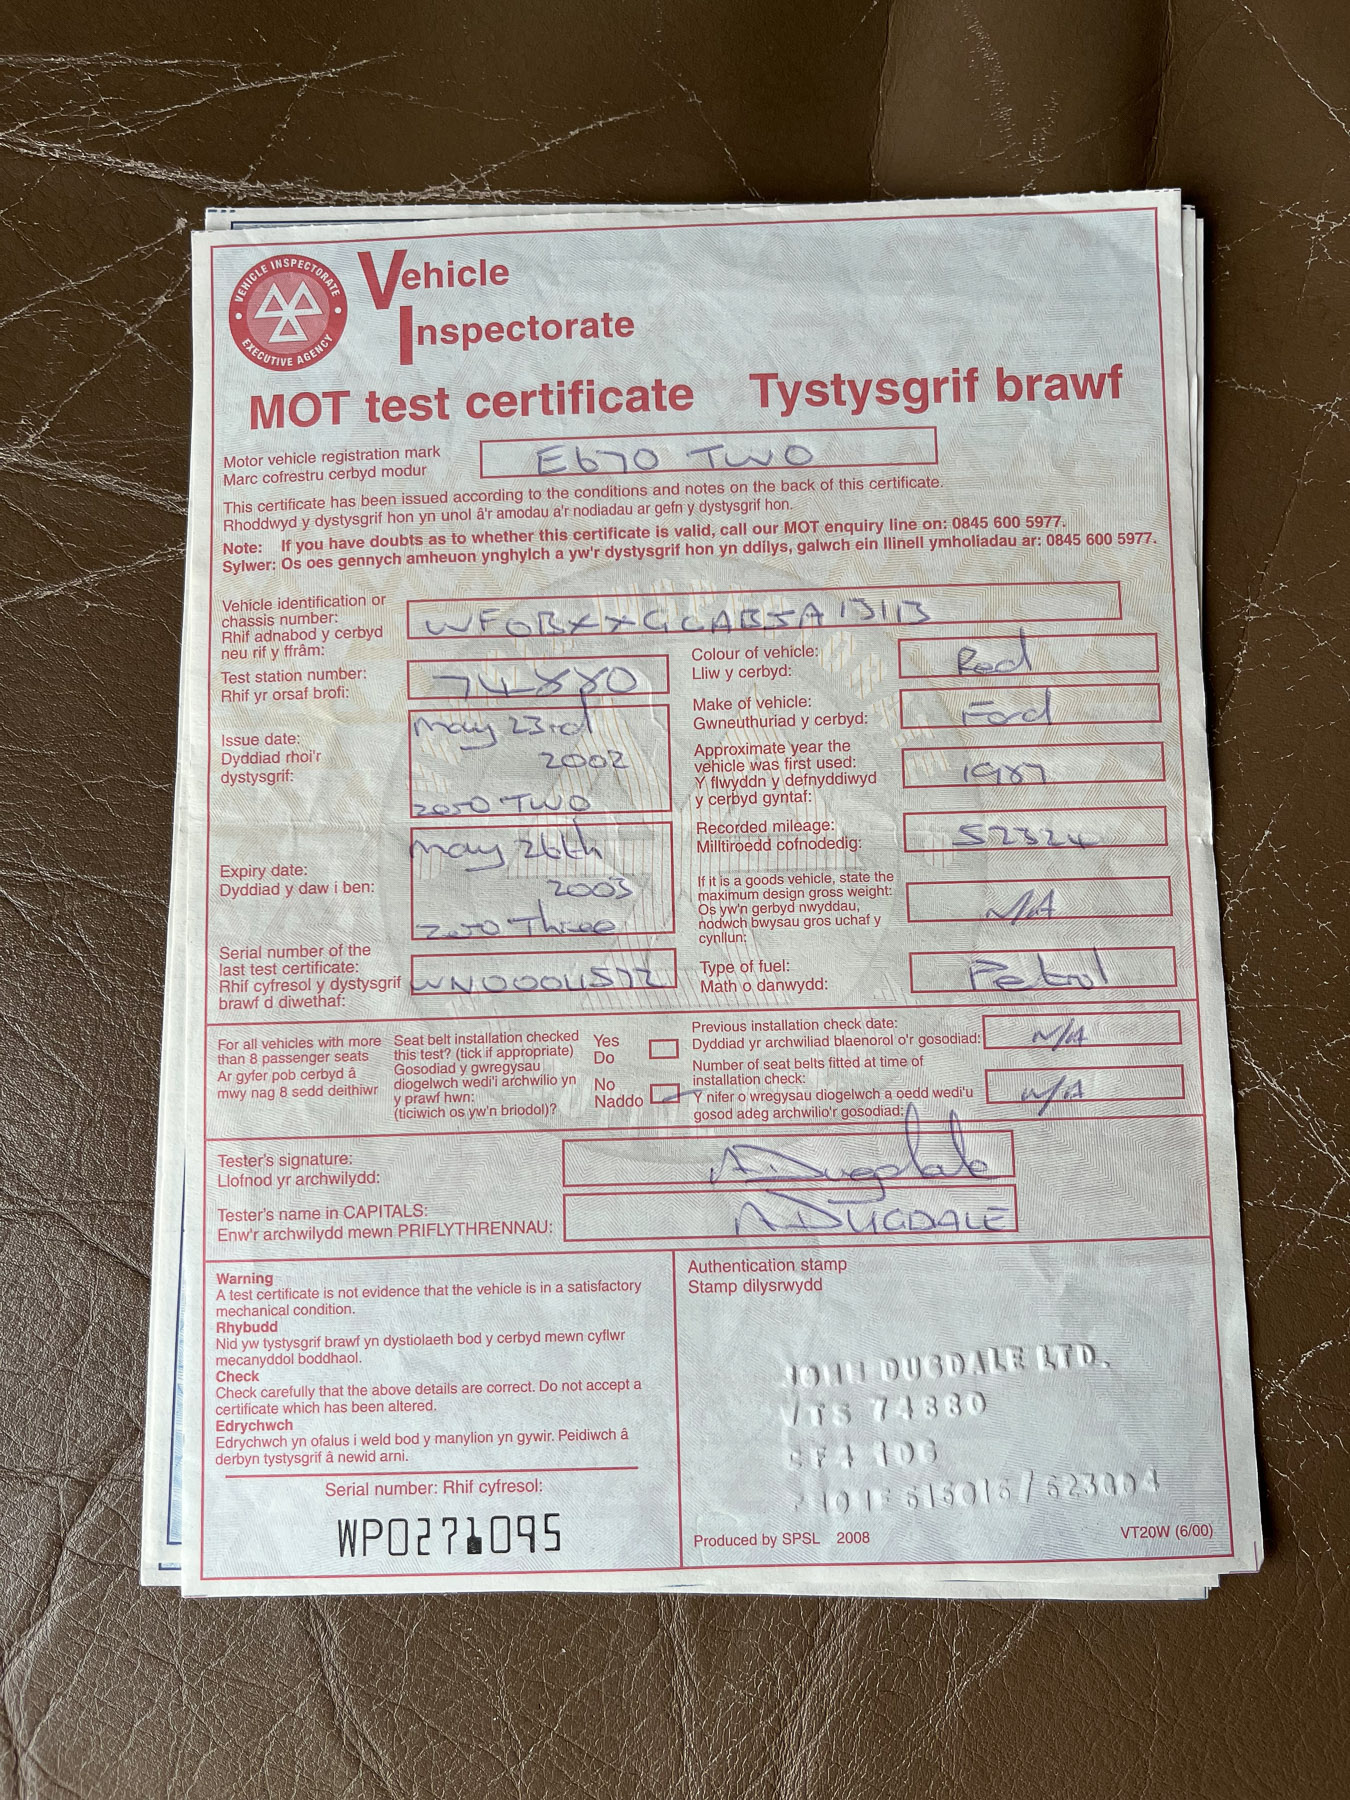 VEHICLE INSPECTORATE
EXECUTIVE AGENCY
Vehicle
Inspectorate
MOT test certificate Tystysgrif brawf
Motor vehicle registration mark
Marc cofrestru cerbyd modur
E670 TWO
This certificate has been issued according to the conditions and notes on the back of this certificate.
Rhoddwyd y dystysgrif hon yn unol â'r amodau a'r nodiadau ar gefn y dystysgrif hon.
Note: If you have doubts as to whether this certificate is valid, call our MOT enquiry line on: 0845 600 5977.
Sylwer: Os oes gennych amheuon ynghylch a yw'r dystysgrif hon yn ddilys, galwch ein llinell ymholiadau ar: 0845 600 5977.
Vehicle identification or
chassis number:
Rhif adnabod y cerbyd
neu rif y ffrâm:
WF0BXXGCABJA13113
Test station number:
Rhif yr orsaf brofi:
74880
Colour of vehicle:
Lliw y cerbyd:
Red
Issue date:
Dyddiad rhoi'r
dystysgrif:
May 23rd
2002
zero TWO
Make of vehicle:
Gwneuthuriad y cerbyd:
Ford
Approximate year the
vehicle was first used:
Y flwyddn y defnyddiwyd
y cerbyd gyntaf:
1987
Expiry date:
Dyddiad y daw i ben:
May 26th
2003
zero Three
Recorded mileage:
Milltiroedd cofnodedig:
52324
If it is a goods vehicle, state the
maximum design gross weight:
Os yw'n gerbyd nwyddau,
nodwch bwysau gros uchaf y
cynllun:
N/A
Serial number of the
last test certificate:
Rhif cyfresol y dystysgrif
brawf d diwethaf:
Type of fuel:
Math o danwydd:
Petrol
For all vehicles with more
than 8 passenger seats
Ar gyfer pob cerbyd â
mwy nag 8 sedd deithiwr
Seat belt installation checked
this test? (tick if appropriate)
Gosodiad y gwregysau
diogelwch wedi'i archwilio yn
y prawf hwn:
(ticiwich os yw'n briodol)?
Yes
Do
No
Naddo
Previous installation check date:
Dyddiad yr archwiliad blaenorol o'r gosodiad:
N/A
Number of seat belts fitted at time of
installation check:
Y nifer o wregysau diogelwch a oedd wedi'u
gosod adeg archwilio'r gosodiad:
N/A
Tester's signature:
Llofnod yr archwilydd:
A Dugdale
Tester's name in CAPITALS:
Enw'r archwilydd mewn PRIFLYTHRENNAU:
A DUGDALE
Warning
A test certificate is not evidence that the vehicle is in a satisfactory
mechanical condition.
Rhybudd
Nid yw tystysgrif brawf yn dystiolaeth bod y cerbyd mewn cyflwr
mecanyddol boddhaol.
Check
Check carefully that the above details are correct. Do not accept a
certificate which has been altered.
Edrychwch
Edrychwch yn ofalus i weld bod y manylion yn gywir. Peidiwch â
derbyn tystysgrif â newid arni.
Serial number: Rhif cyfresol:
WP0271095
Authentication stamp
Stamp dilysrwydd
JOHN DUGDALE LTD.
VTS 74880
PHONE 615016/623004
Produced by SPSL 2008
VT20W (6/00)